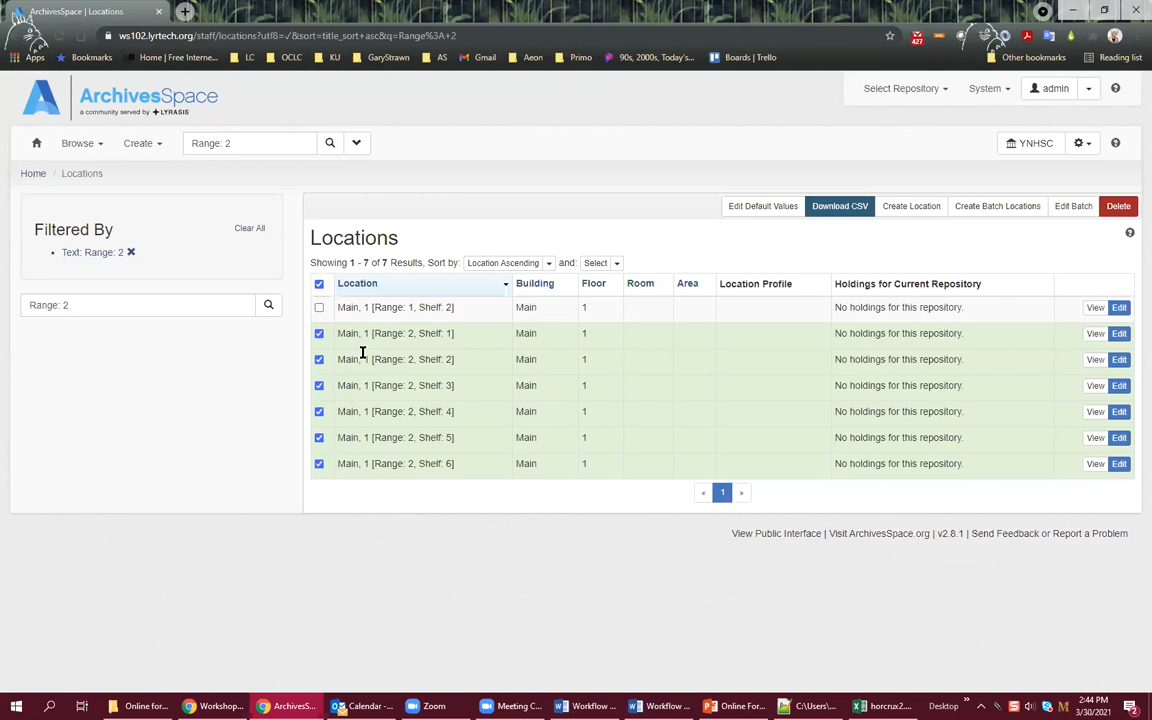 ArchivesSpace | Locations
ws102.lyrtech.org/staff/locations?utf8=✓&sort=title_sort+asc&q=Range%3A+2
427
Apps Bookmarks Home | Free Interne... LC OCLC KU GaryStrawn AS Gmail Aeon Primo 90s, 2000s, Today's... Boards | Trello Other bookmarks Reading list
ArchivesSpace
a community served by LYRASIS
Select Repository System admin
Browse Create Range: 2 YNHSC
Home / Locations
Filtered By Clear All
Text: Range: 2
Range: 2
Edit Default Values Download CSV Create Location Create Batch Locations Edit Batch Delete
Locations
Showing 1 - 7 of 7 Results, Sort by: Location Ascending and: Select
Location Building Floor Room Area Location Profile Holdings for Current Repository
Main, 1 [Range: 1, Shelf: 2] Main 1 No holdings for this repository. View Edit
Main, 1 [Range: 2, Shelf: 1] Main 1 No holdings for this repository. View Edit
Main, 1 [Range: 2, Shelf: 2] Main 1 No holdings for this repository. View Edit
Main, 1 [Range: 2, Shelf: 3] Main 1 No holdings for this repository. View Edit
Main, 1 [Range: 2, Shelf: 4] Main 1 No holdings for this repository. View Edit
Main, 1 [Range: 2, Shelf: 5] Main 1 No holdings for this repository. View Edit
Main, 1 [Range: 2, Shelf: 6] Main 1 No holdings for this repository. View Edit
« 1 »
View Public Interface | Visit ArchivesSpace.org | v2.8.1 | Send Feedback or Report a Problem
Online for... Workshop... ArchivesS... Calendar -... Zoom Meeting C... Workflow ... Workflow ... Online For... C:\Users\... horcrux2.... Desktop »
2:44 PM
3/30/2021
2